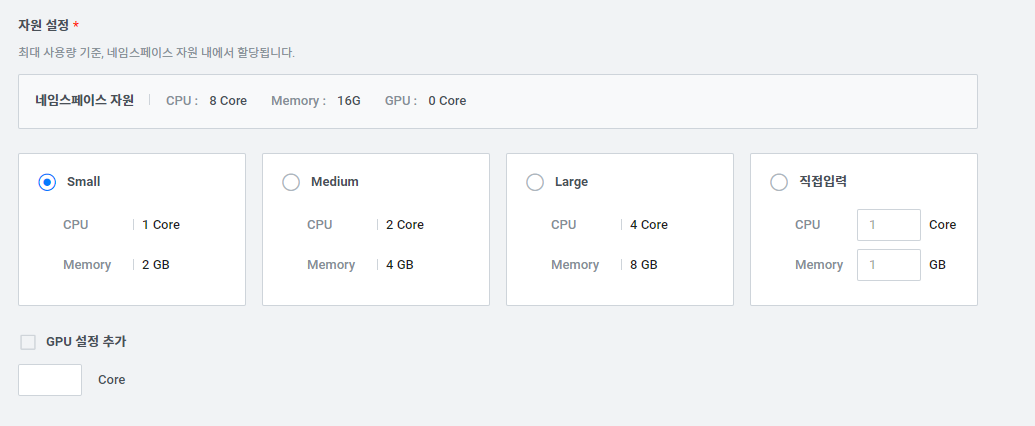 자원 설정 *
최대 사용량 기준, 네임스페이스 자원 내에서 할당됩니다.
네임스페이스 자원 CPU : 8 Core Memory : 16G GPU : 0 Core
Small
CPU 1 Core
Memory 2 GB
Medium
CPU 2 Core
Memory 4 GB
Large
CPU 4 Core
Memory 8 GB
직접입력
CPU 1 Core
Memory 1 GB
GPU 설정 추가
Core